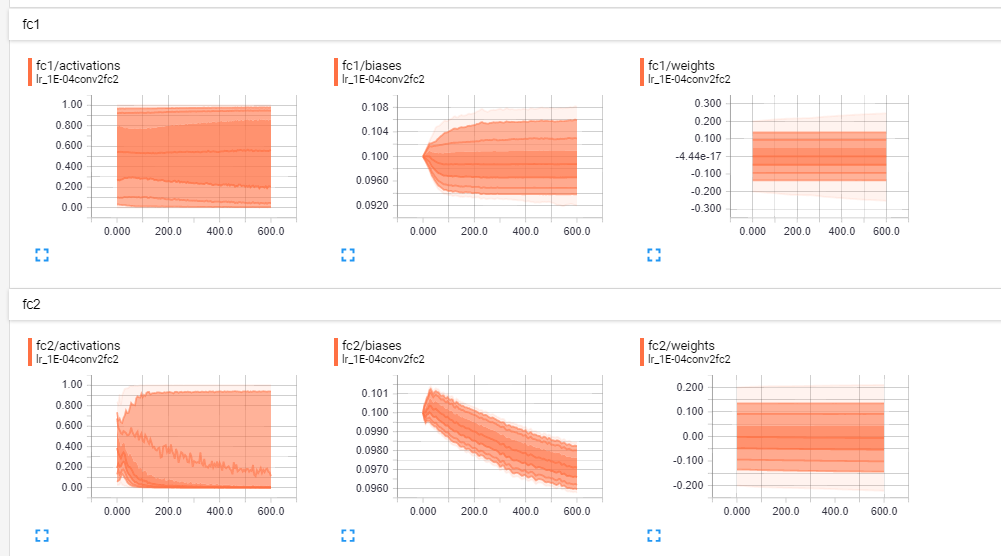 fc1
fc1/activations
lr_1E-04conv2fc2
1.00
0.800
0.600
0.400
0.200
0.00
0.000 200.0 400.0 600.0
fc1/biases
lr_1E-04conv2fc2
0.108
0.104
0.100
0.0960
0.0920
0.000 200.0 400.0 600.0
fc1/weights
lr_1E-04conv2fc2
0.300
0.200
0.100
-4.44e-17
-0.100
-0.200
-0.300
0.000 200.0 400.0 600.0
fc2
fc2/activations
lr_1E-04conv2fc2
1.00
0.800
0.600
0.400
0.200
0.00
0.000 200.0 400.0 600.0
fc2/biases
lr_1E-04conv2fc2
0.101
0.100
0.0990
0.0980
0.0970
0.0960
0.000 200.0 400.0 600.0
fc2/weights
lr_1E-04conv2fc2
0.200
0.100
0.00
-0.100
-0.200
0.000 200.0 400.0 600.0